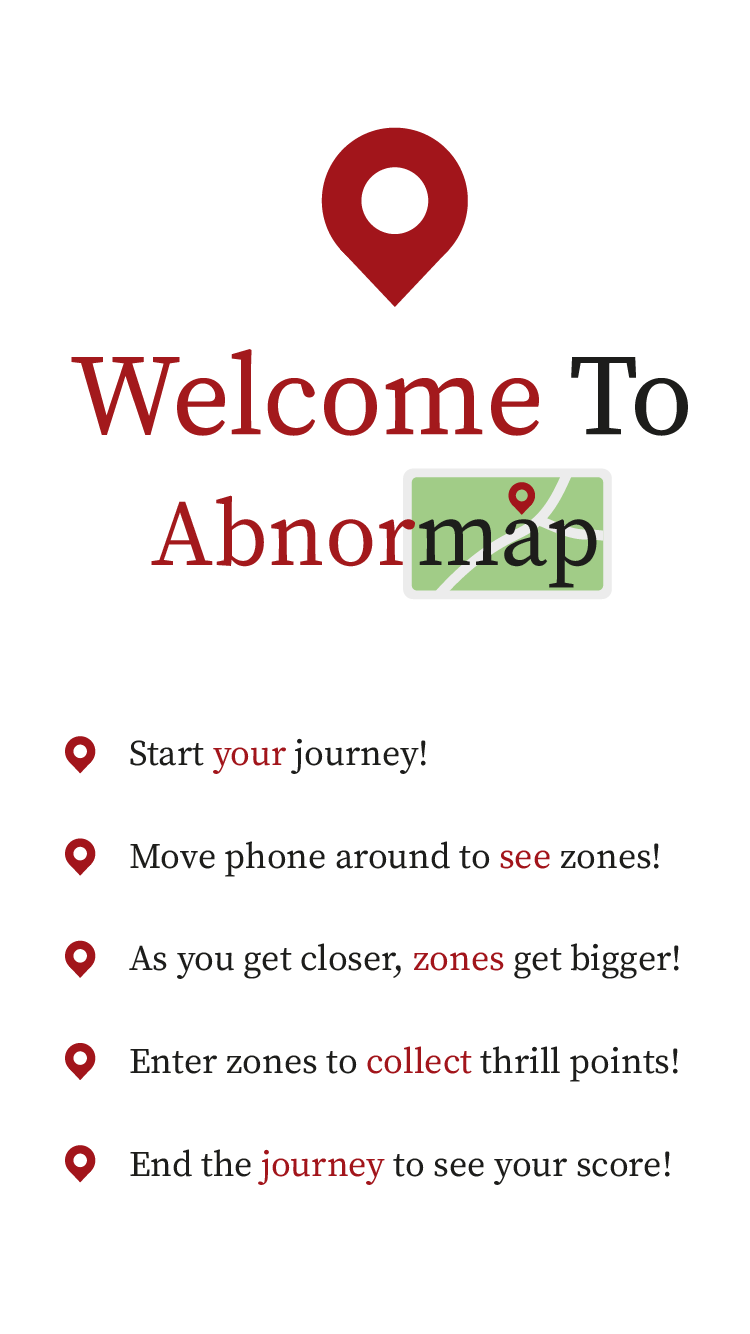 Welcome To
Abnormap
Start your journey!
Move phone around to see zones!
As you get closer, zones get bigger!
Enter zones to collect thrill points!
End the journey to see your score!